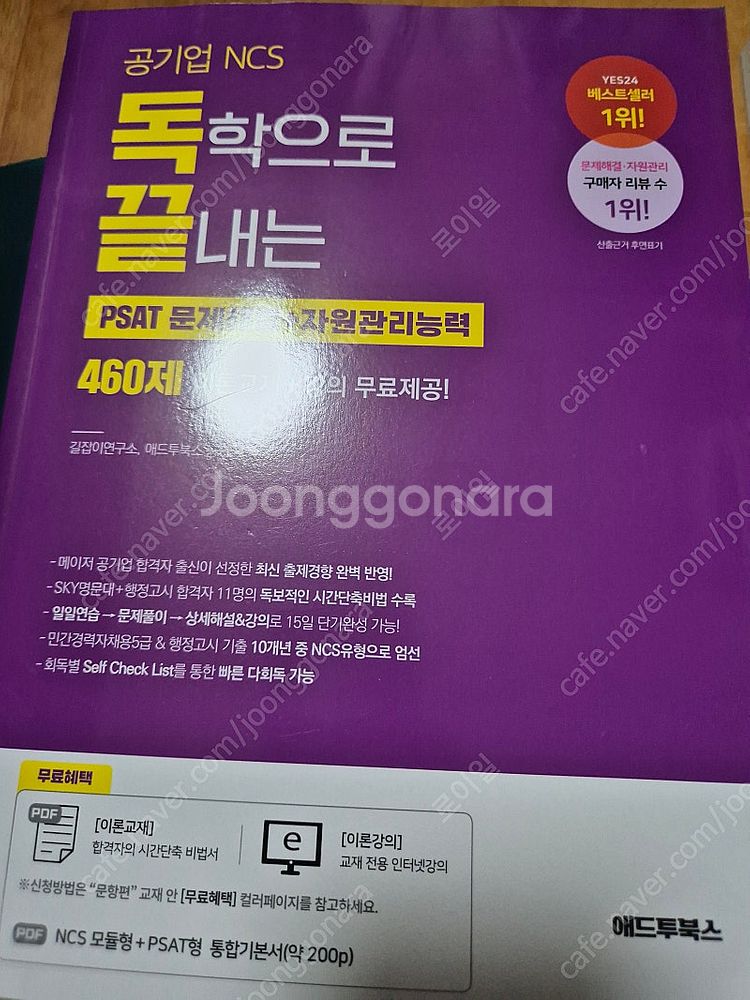 공기업 NCS
독학으로
끝내는
YES24
베스트셀러
1위!
문제해결·자원관리
구매자 리뷰 수
1위!
산출근거 후면표기
PSAT 자원관리능력
460제 무료제공!
길잡이연구소, 애드투북스
Joonggonara
- 메이저 공기업 합격자 출신이 선정한 최신 출제경향 완벽 반영!
- SKY명문대+행정고시 합격자 11명의 독보적인 시간단축비법 수록
- 일일연습 → 문제풀이 → 상세해설&강의로 15일 단기완성 가능!
- 민간경력자채용5급 & 행정고시 기출 10개년 중 NCS유형으로 엄선
- 회독별 Self Check List를 통한 빠른 다회독 가능
무료혜택
PDF
[이론교재]
합격자의 시간단축 비법서
e
[이론강의]
교재 전용 인터넷강의
※신청방법은 "문항편" 교재 안 [무료혜택] 컬러페이지를 참고하세요.
PDF NCS 모듈형+PSAT형 통합기본서(약 200p)
애드투북스
cafe.naver.com/joonggonara
로이일